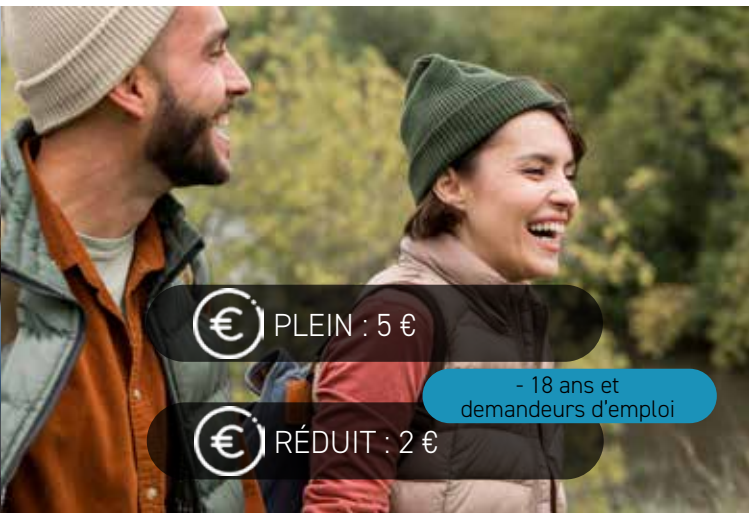 PLEIN : 5 €
- 18 ans et
demandeurs d'emploi
RÉDUIT : 2 €